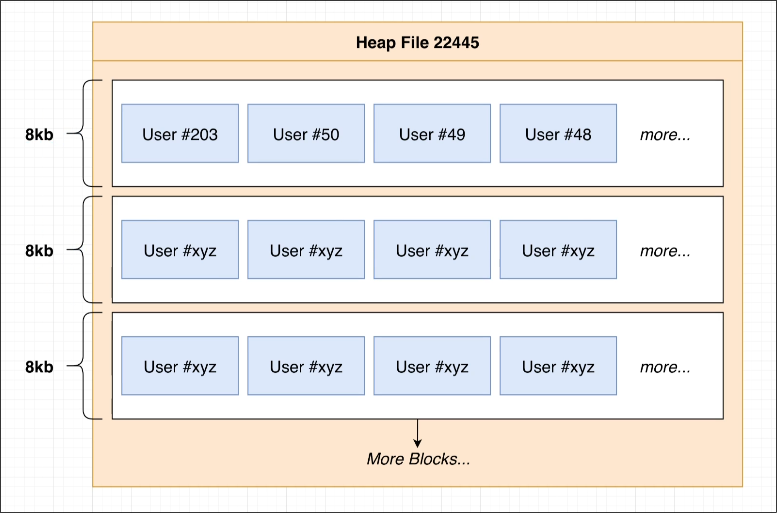 Heap File 22445
8kb
User #203
User #50
User #49
User #48
more...
8kb
User #xyz
User #xyz
User #xyz
User #xyz
more...
8kb
User #xyz
User #xyz
User #xyz
User #xyz
more...
More Blocks...